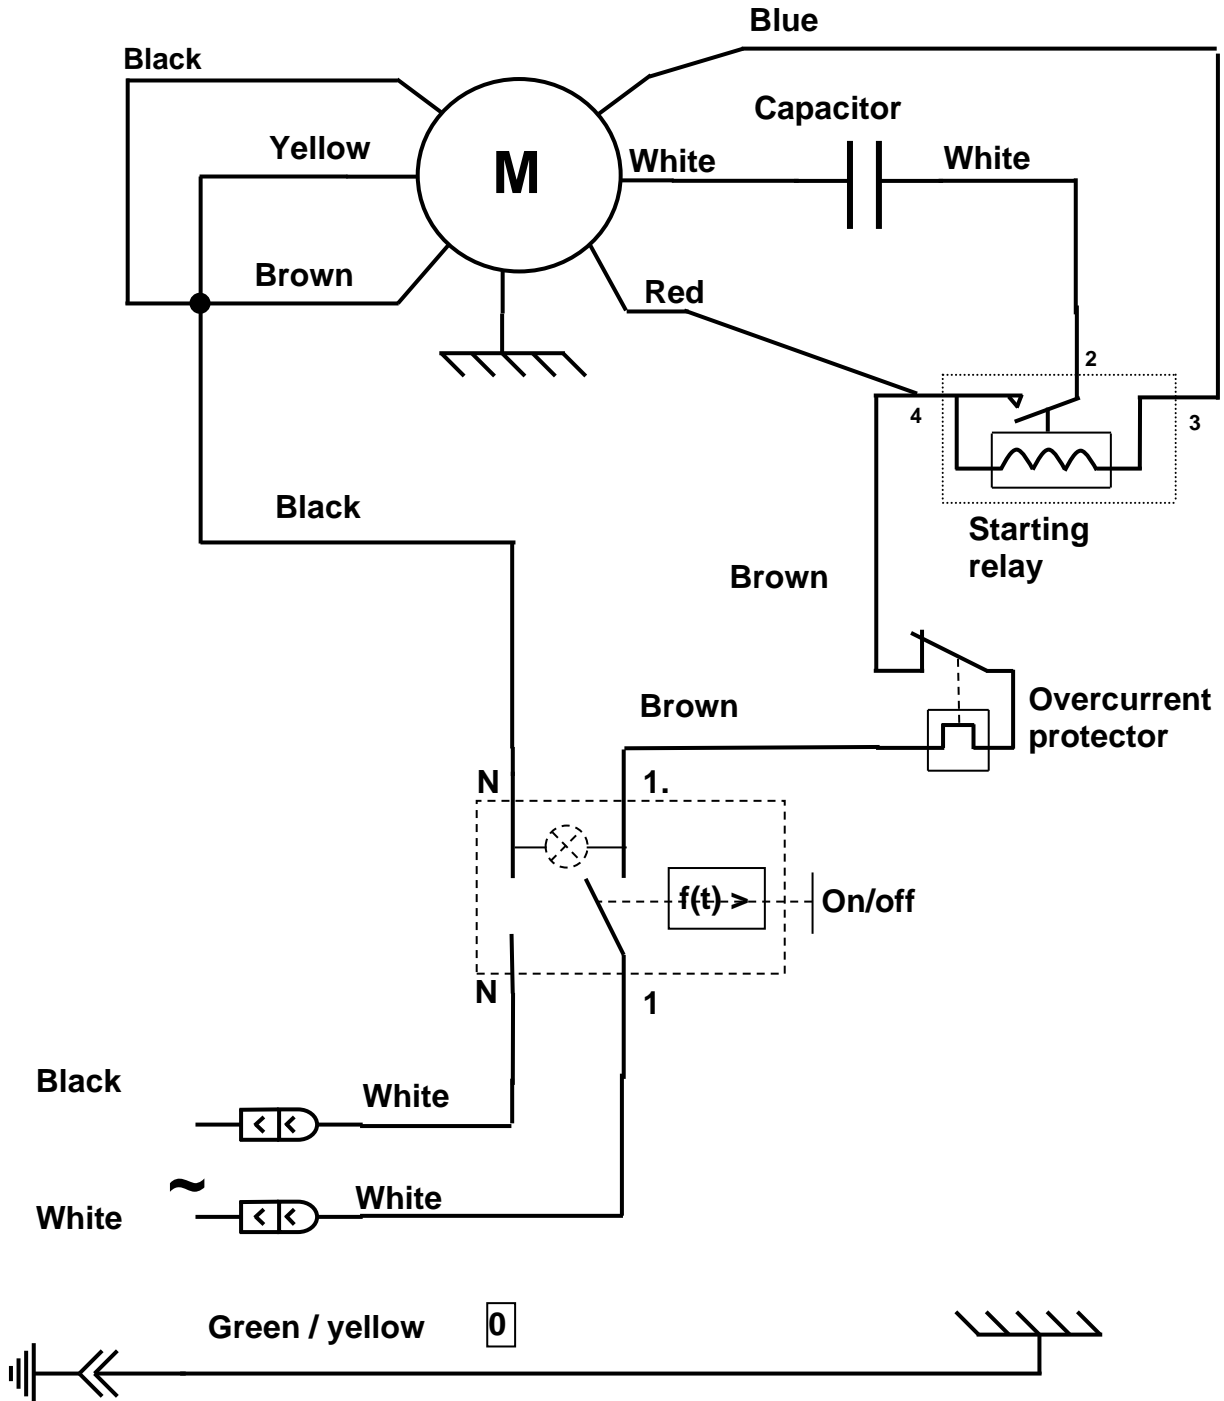 Blue
Black
Capacitor
Yellow
M
White
White
Brown
Red
2
4
3
Black
Starting
relay
Brown
Brown
Overcurrent
protector
N
1.
f(t) >
On/off
N
1
Black
White
~
White
White
Green / yellow
0